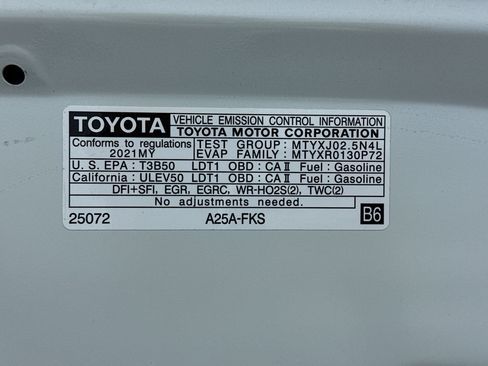 TOYOTA VEHICLE EMISSION CONTROL INFORMATION
TOYOTA MOTOR CORPORATION
Conforms to regulations TEST GROUP : MTYXJ02.5N4L
2021MY EVAP FAMILY : MTYXR0130P72
U. S. EPA : T3B50 LDT1 OBD : CAⅡ Fuel : Gasoline
California : ULEV50 LDT1 OBD : CAⅡ Fuel : Gasoline
DFI+SFI, EGR, EGRC, WR-HO2S(2), TWC(2)
No adjustments needed.
25072 A25A-FKS B6